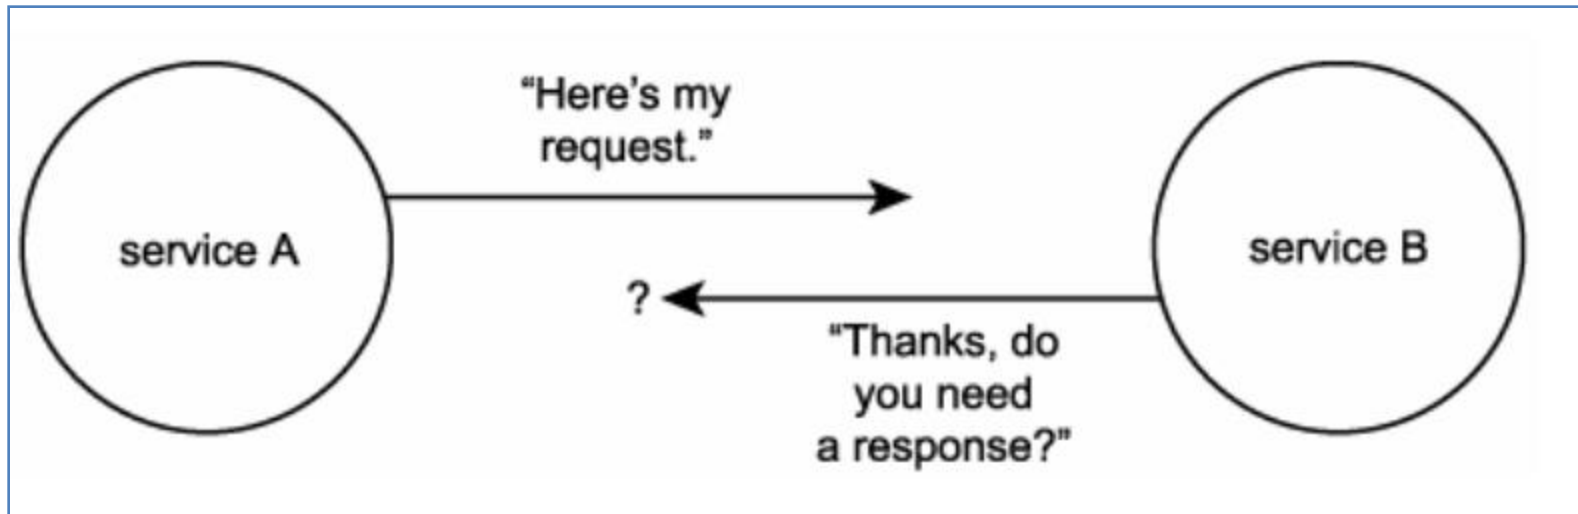 “Here’s my
request.”
service A
service B
?
“Thanks, do
you need
a response?”